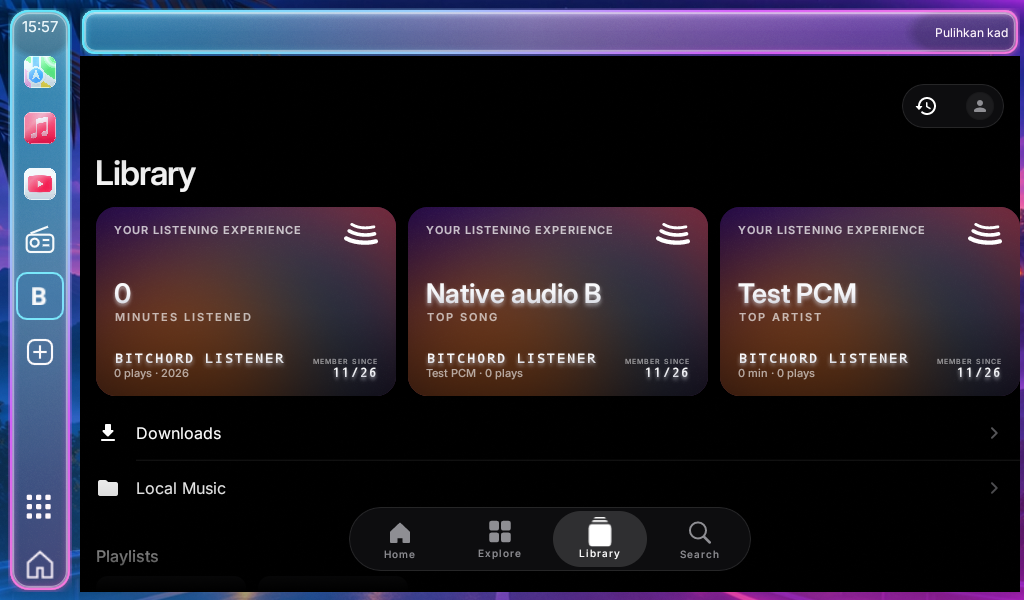 15:57
Pulihkan kad
B
Library
YOUR LISTENING EXPERIENCE
0
MINUTES LISTENED
BITCHORD LISTENER
0 plays · 2026
MEMBER SINCE
11/26
YOUR LISTENING EXPERIENCE
Native audio B
TOP SONG
BITCHORD LISTENER
Test PCM · 0 plays
MEMBER SINCE
11/26
YOUR LISTENING EXPERIENCE
Test PCM
TOP ARTIST
BITCHORD LISTENER
0 min · 0 plays
MEMBER SINCE
11/26
Downloads
Local Music
Playlists
Home
Explore
Library
Search